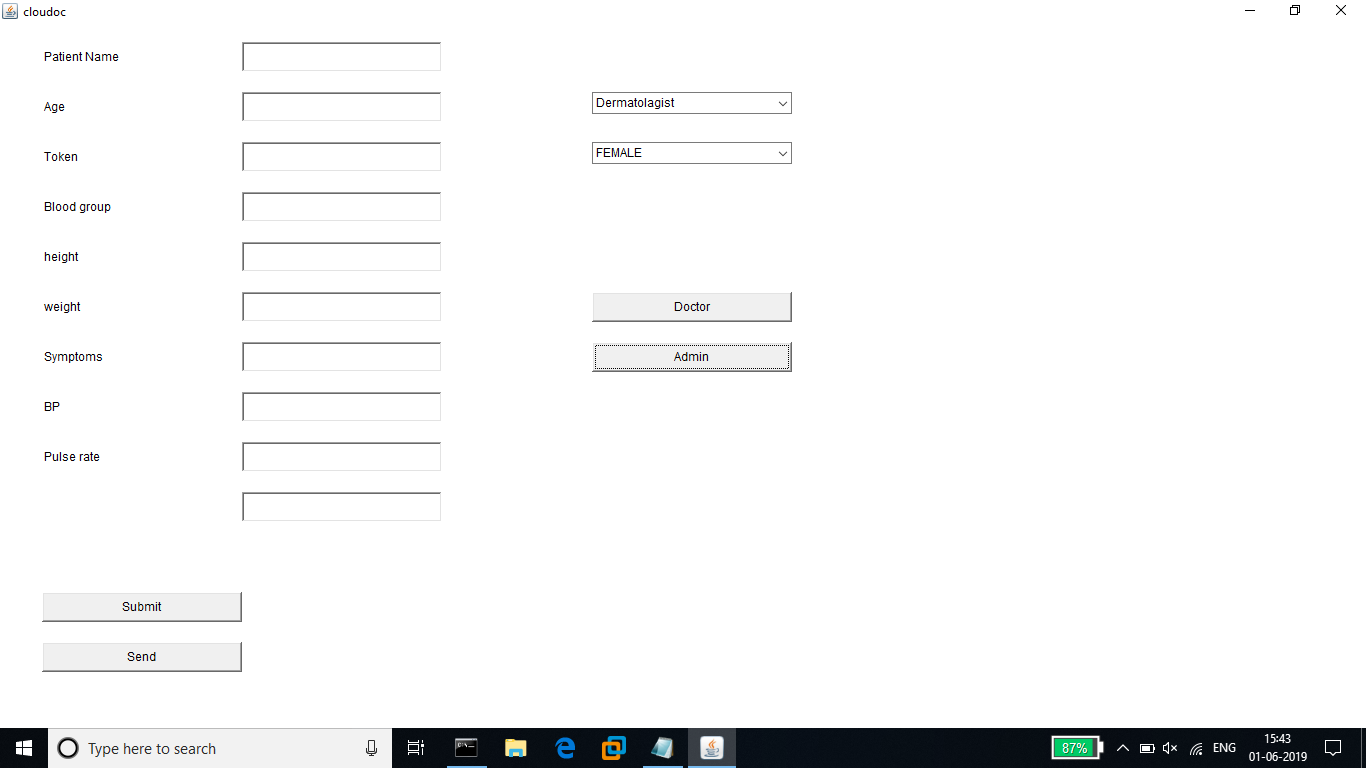 cloudoc
Patient Name
Age
Dermatolagist
Token
FEMALE
Blood group
height
weight
Doctor
Symptoms
Admin
BP
Pulse rate
Submit
Send
Type here to search
87%
ENG
15:43
01-06-2019